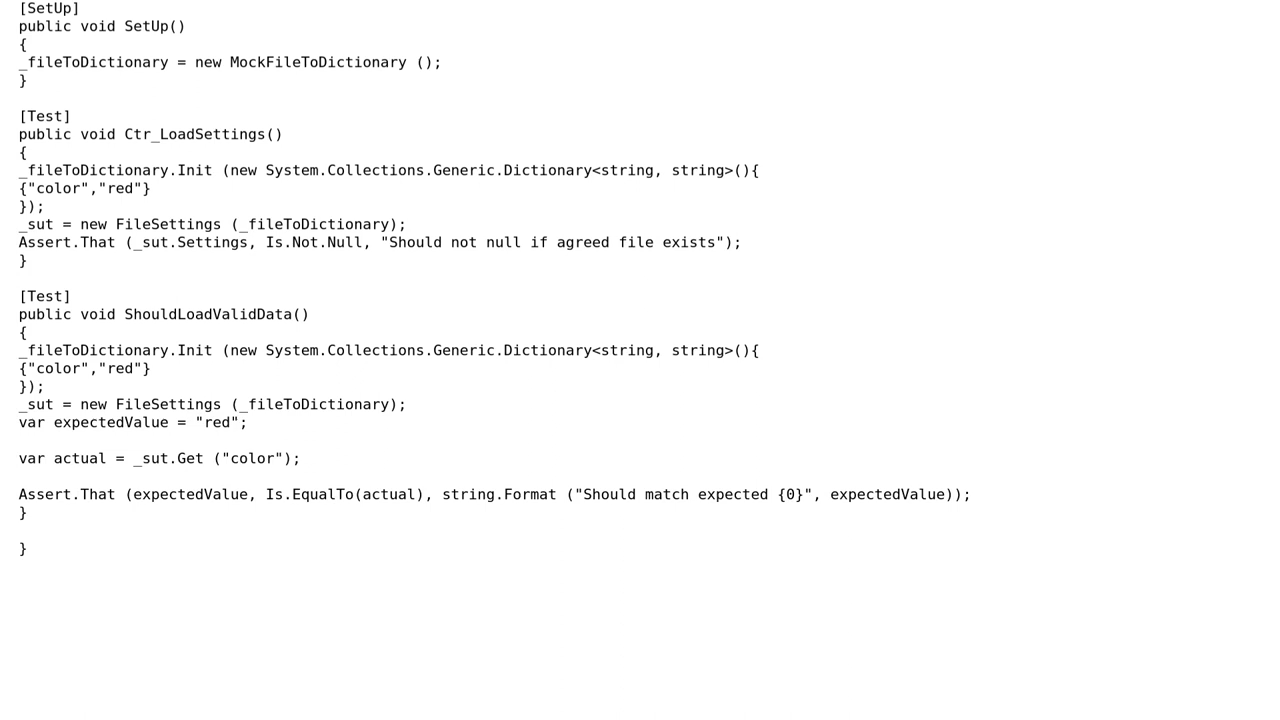 [SetUp]
public void SetUp()
{
_fileToDictionary = new MockFileToDictionary ();
}
[Test]
public void Ctr_LoadSettings()
{
_fileToDictionary.Init (new System.Collections.Generic.Dictionary<string, string>(){
{"color","red"}
});
_sut = new FileSettings (_fileToDictionary);
Assert.That (_sut.Settings, Is.Not.Null, "Should not null if agreed file exists");
}
[Test]
public void ShouldLoadValidData()
{
_fileToDictionary.Init (new System.Collections.Generic.Dictionary<string, string>(){
{"color","red"}
});
_sut = new FileSettings (_fileToDictionary);
var expectedValue = "red";
var actual = _sut.Get ("color");
Assert.That (expectedValue, Is.EqualTo(actual), string.Format ("Should match expected {0}", expectedValue));
}
}